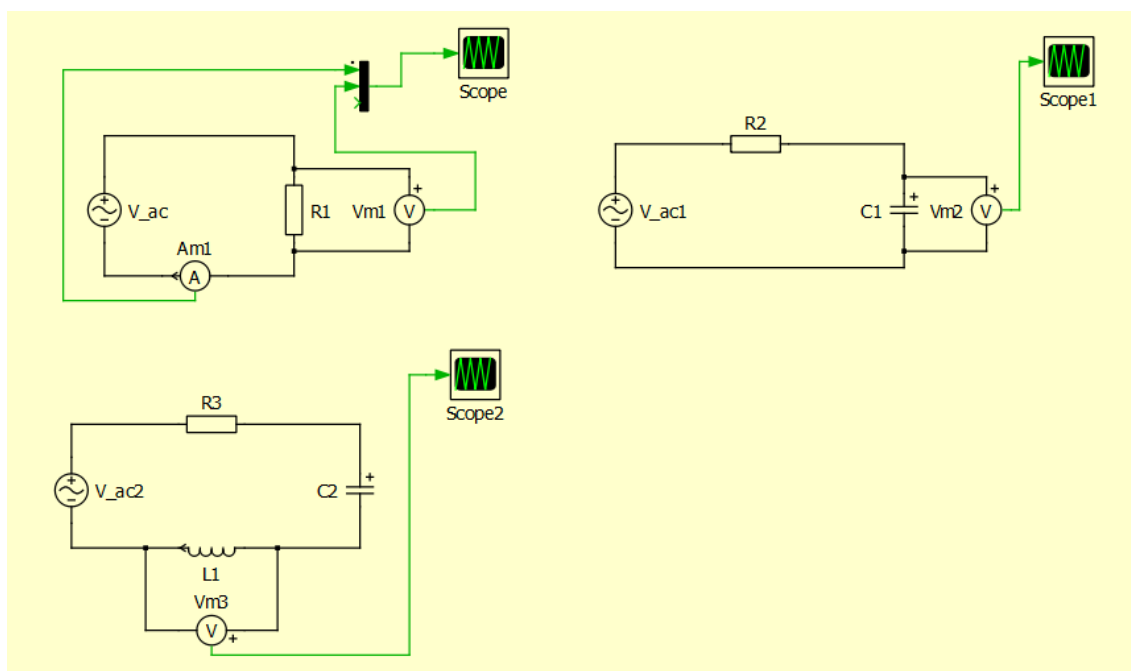 Scope
V_ac
R1
Vm1
V
+
Am1
A
Scope1
R2
V_ac1
C1
+
Vm2
V
+
Scope2
R3
V_ac2
C2
+
L1
Vm3
V
+